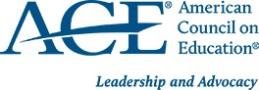 ACE® American
Council on
Education®
Leadership and Advocacy